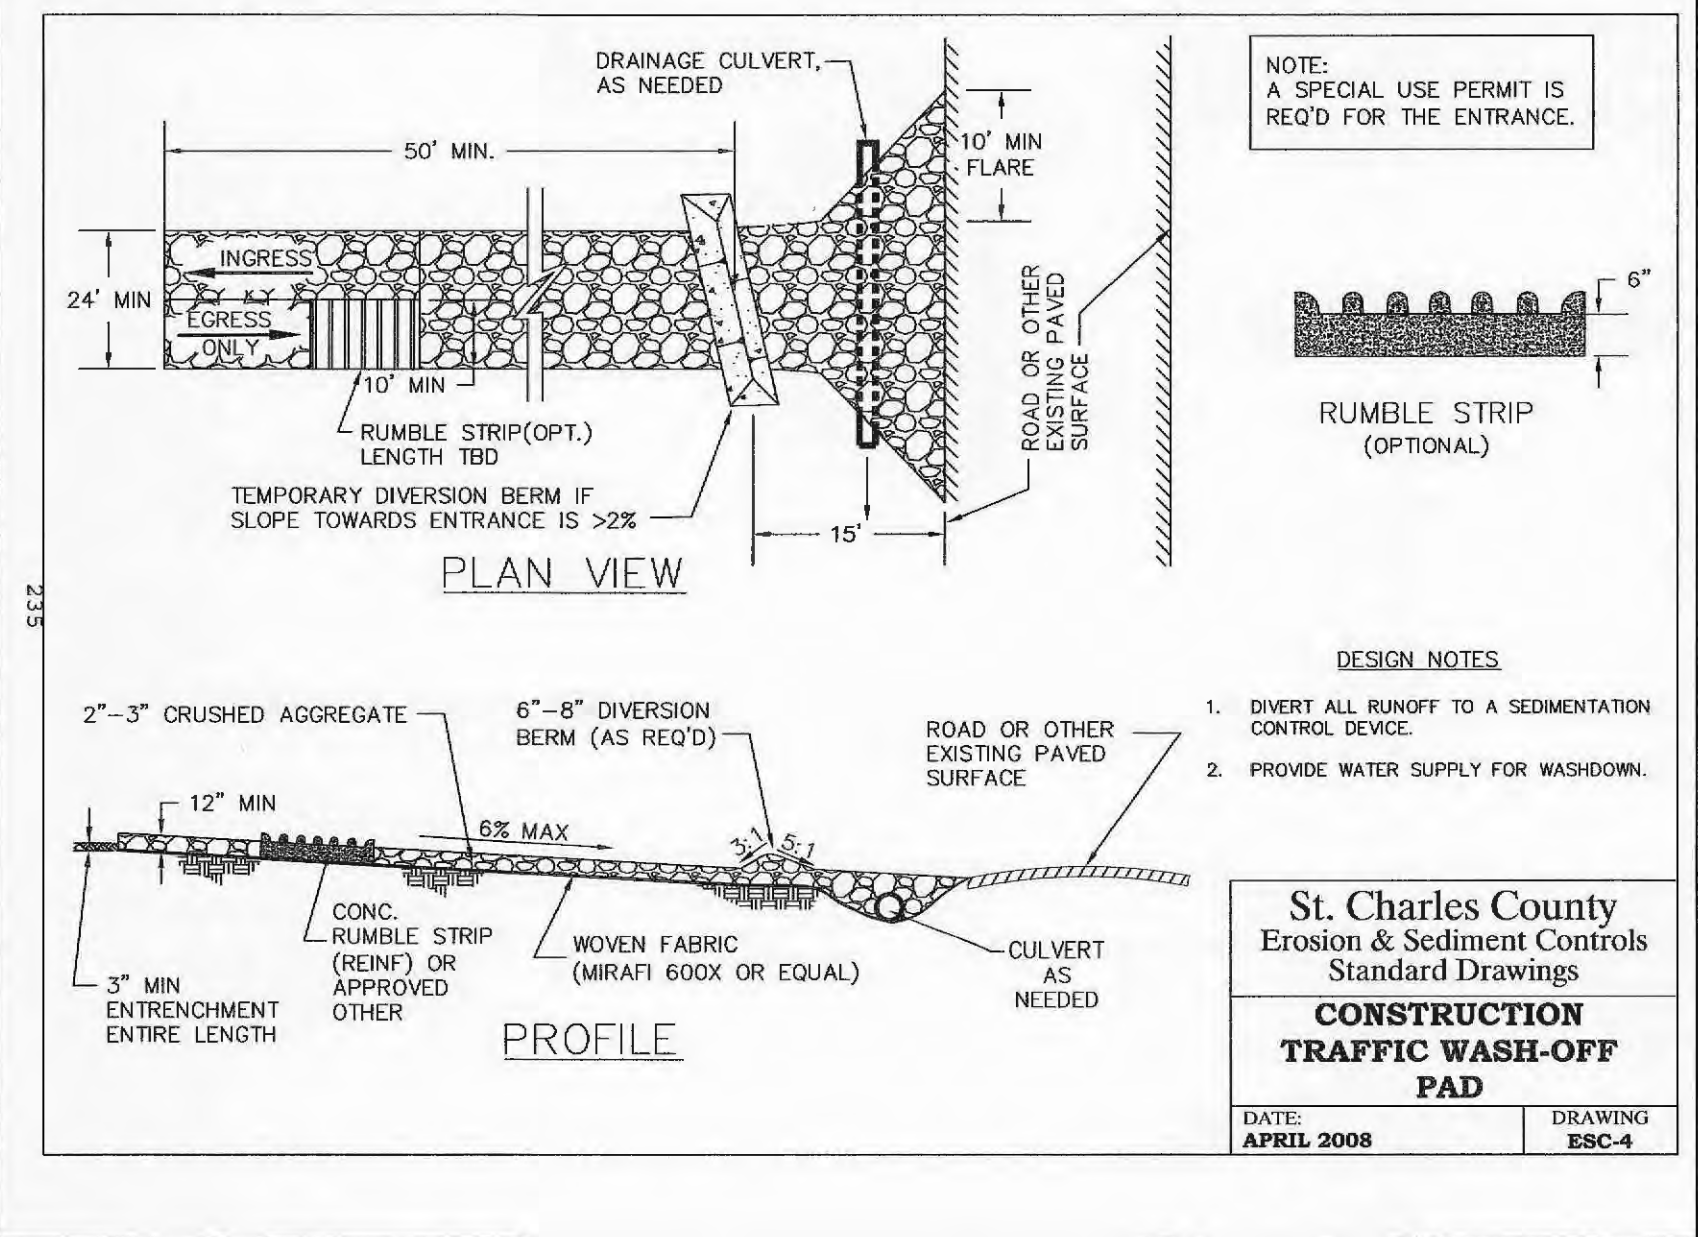 DRAINAGE CULVERT,
AS NEEDED
NOTE:
A SPECIAL USE PERMIT IS
REQ'D FOR THE ENTRANCE.
50' MIN.
10' MIN
FLARE
INGRESS
24' MIN
EGRESS
ONLY
10' MIN
RUMBLE STRIP(OPT.)
LENGTH TBD
TEMPORARY DIVERSION BERM IF
SLOPE TOWARDS ENTRANCE IS >2%
15'
ROAD OR OTHER
EXISTING PAVED
SURFACE
6"
RUMBLE STRIP
(OPTIONAL)
PLAN VIEW
235
DESIGN NOTES
1. DIVERT ALL RUNOFF TO A SEDIMENTATION
CONTROL DEVICE.
2. PROVIDE WATER SUPPLY FOR WASHDOWN.
2"-3" CRUSHED AGGREGATE
6"-8" DIVERSION
BERM (AS REQ'D)
ROAD OR OTHER
EXISTING PAVED
SURFACE
12" MIN
6% MAX
3:1
5:1
3" MIN
ENTRENCHMENT
ENTIRE LENGTH
CONC.
RUMBLE STRIP
(REINF) OR
APPROVED
OTHER
WOVEN FABRIC
(MIRAFI 600X OR EQUAL)
CULVERT
AS
NEEDED
PROFILE
St. Charles County
Erosion & Sediment Controls
Standard Drawings
CONSTRUCTION
TRAFFIC WASH-OFF
PAD
DATE:
APRIL 2008
DRAWING
ESC-4